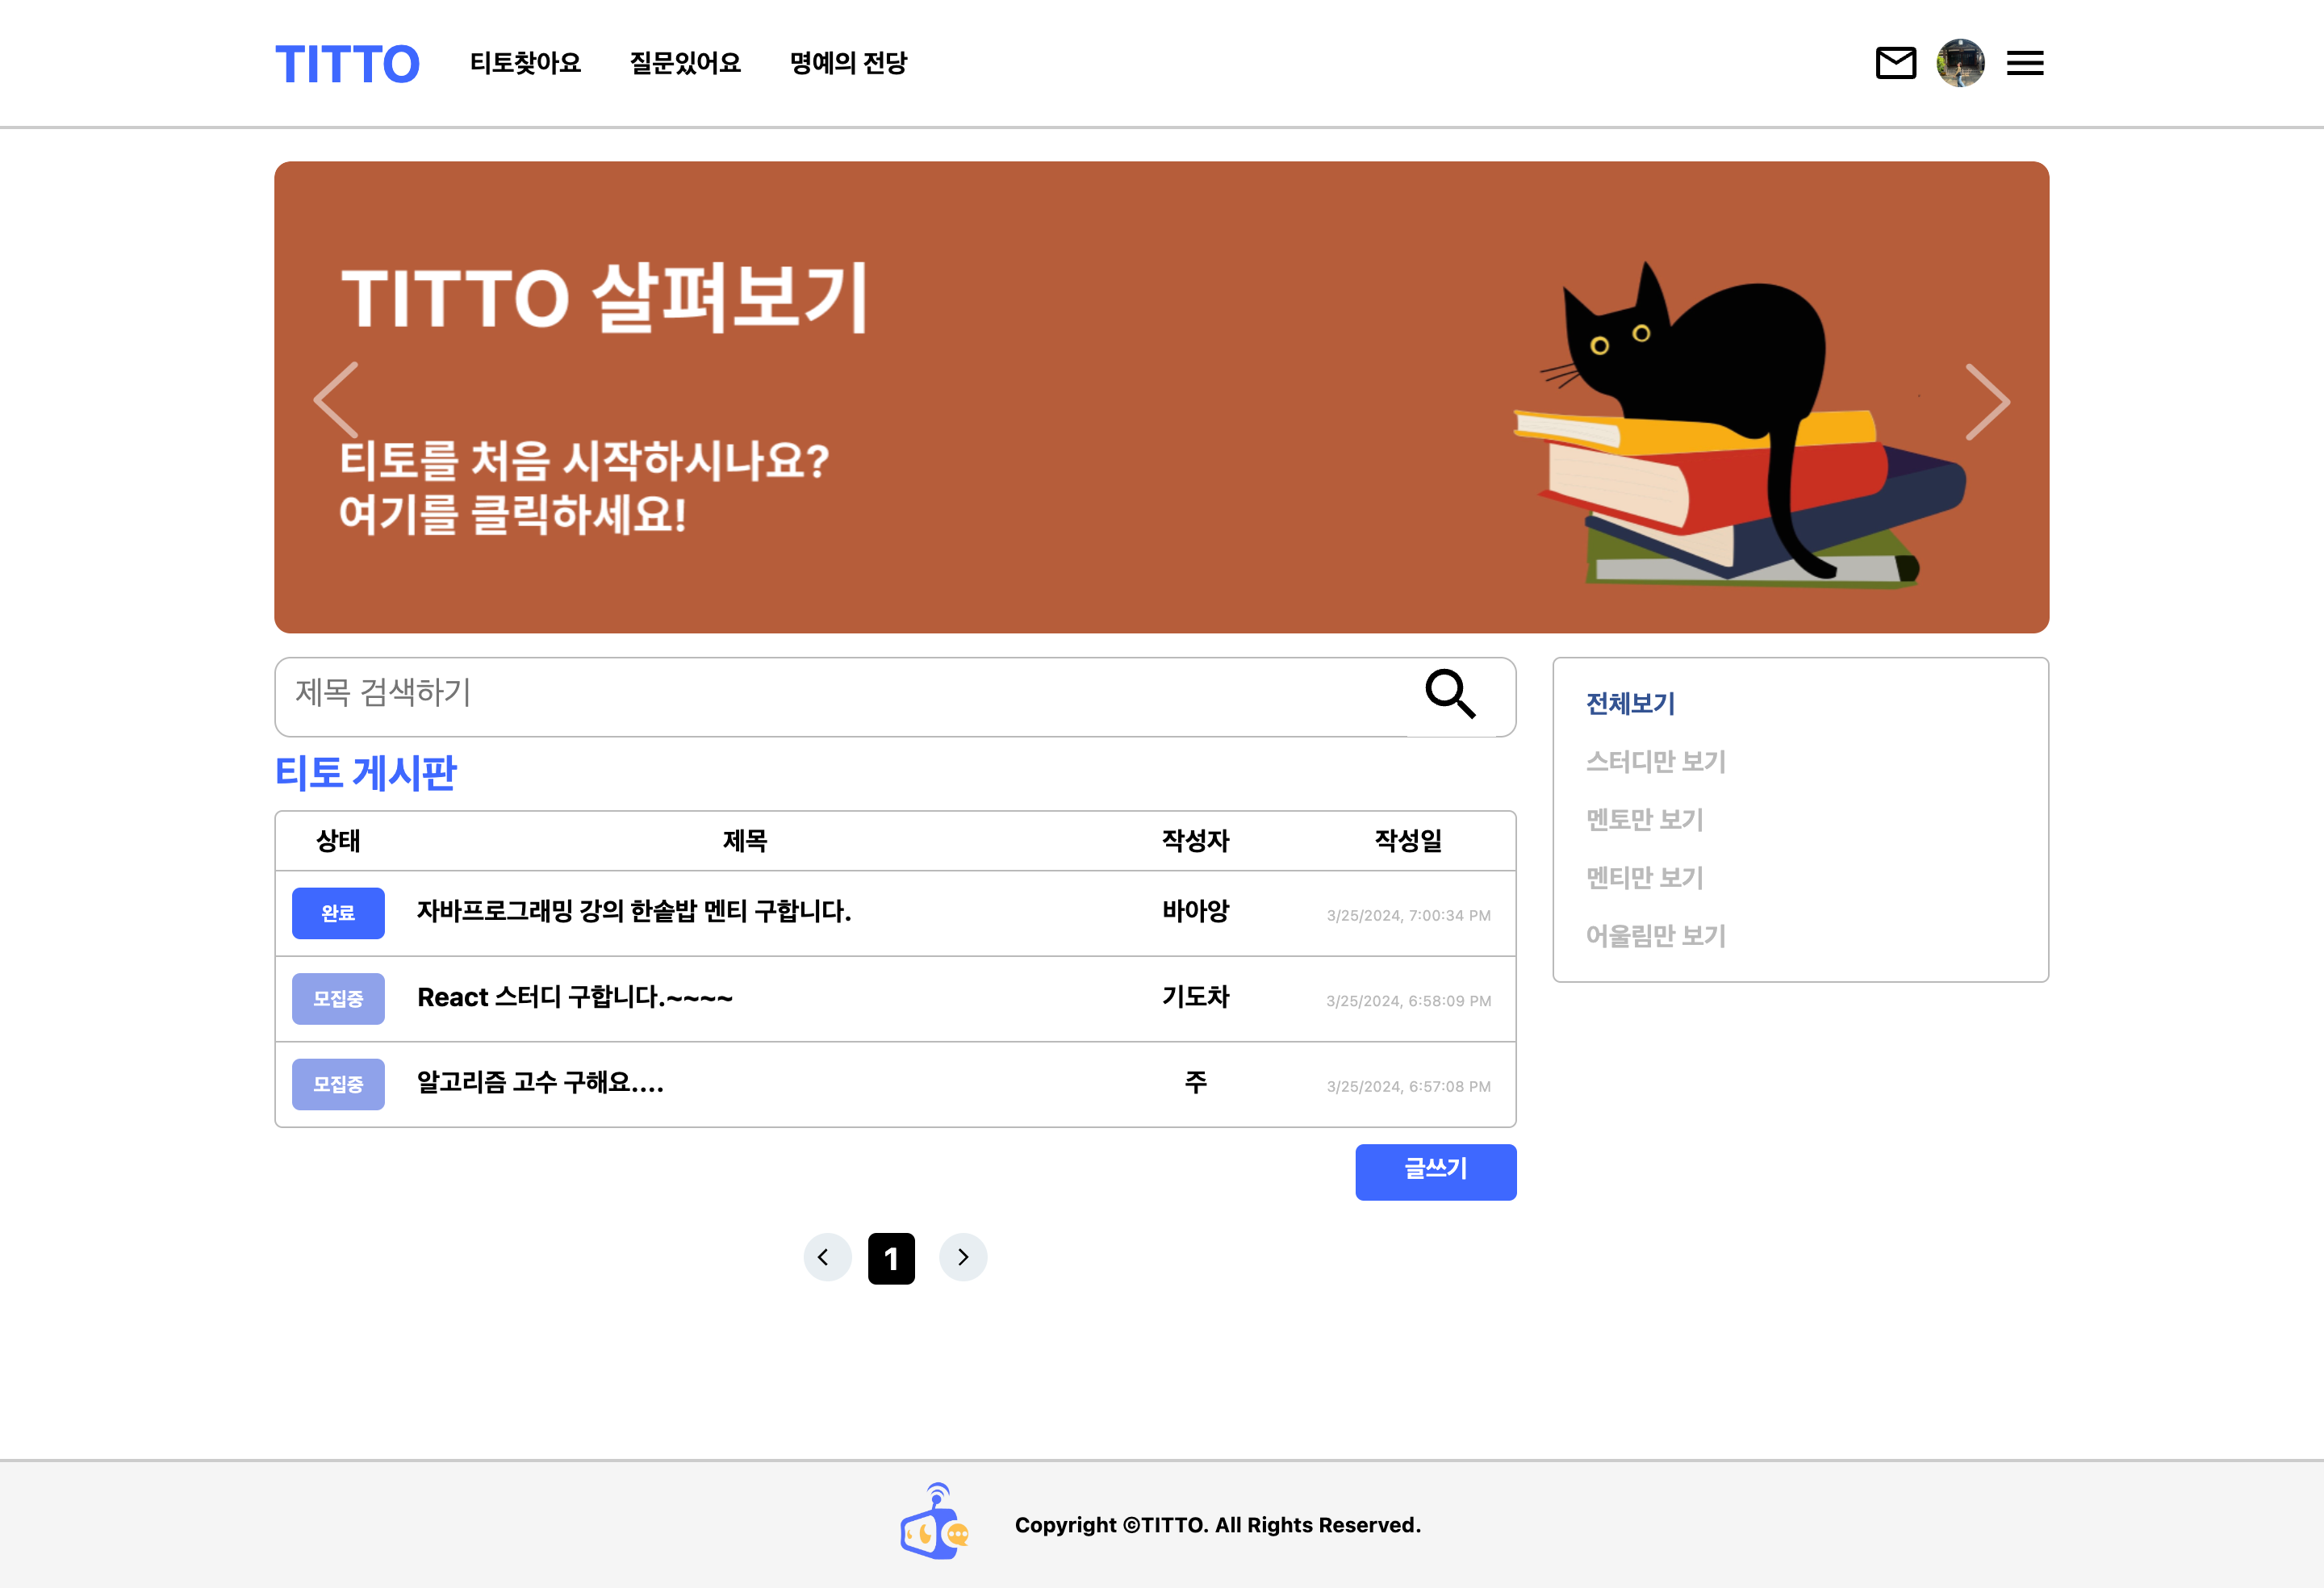 TITTO 티토찾아요 질문있어요 명예의 전당
TITTO 살펴보기
티토를 처음 시작하시나요?
여기를 클릭하세요!
제목 검색하기
티토 게시판
상태 제목 작성자 작성일
완료 자바프로그래밍 강의 한솥밥 멘티 구합니다. 바아앙 3/25/2024, 7:00:34 PM
모집중 React 스터디 구합니다.~~~~ 기도차 3/25/2024, 6:58:09 PM
모집중 알고리즘 고수 구해요.... 주 3/25/2024, 6:57:08 PM
글쓰기
1
전체보기
스터디만 보기
멘토만 보기
멘티만 보기
어울림만 보기
Copyright ©TITTO. All Rights Reserved.